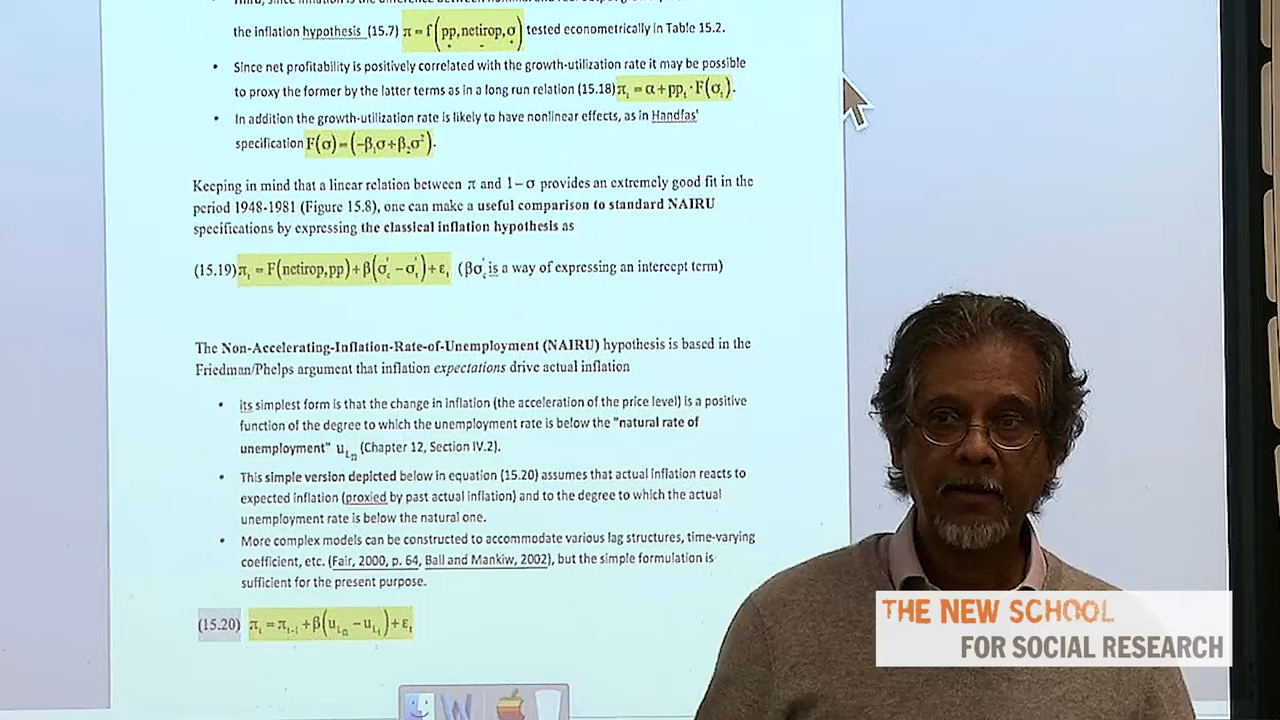 the inflation hypothesis (15.7) π = f(pp, netirop, σ) tested econometrically in Table 15.2.
+ - +
• Since net profitability is positively correlated with the growth-utilization rate it may be possible
to proxy the former by the latter terms as in a long run relation (15.18) πₜ = α + ppₜ · F(σₜ).
• In addition the growth-utilization rate is likely to have nonlinear effects, as in Handfas'
specification F(σ) = (-β₁σ + β₂σ²).
Keeping in mind that a linear relation between π and 1 – σ provides an extremely good fit in the
period 1948-1981 (Figure 15.8), one can make a useful comparison to standard NAIRU
specifications by expressing the classical inflation hypothesis as
(15.19) πₜ = F(netirop, pp) + β(σ'c – σ'ₜ) + εₜ (βσ'c is a way of expressing an intercept term)
The Non-Accelerating-Inflation-Rate-of-Unemployment (NAIRU) hypothesis is based in the
Friedman/Phelps argument that inflation expectations drive actual inflation
• its simplest form is that the change in inflation (the acceleration of the price level) is a positive
function of the degree to which the unemployment rate is below the "natural rate of
unemployment" uLn (Chapter 12, Section IV.2).
• This simple version depicted below in equation (15.20) assumes that actual inflation reacts to
expected inflation (proxied by past actual inflation) and to the degree to which the actual
unemployment rate is below the natural one.
• More complex models can be constructed to accommodate various lag structures, time-varying
coefficient, etc. (Fair, 2000, p. 64, Ball and Mankiw, 2002), but the simple formulation is
sufficient for the present purpose.
(15.20) πₜ = πₜ₋₁ + β(uLn – uLₜ) + εₜ
THE NEW SCHOOL
FOR SOCIAL RESEARCH